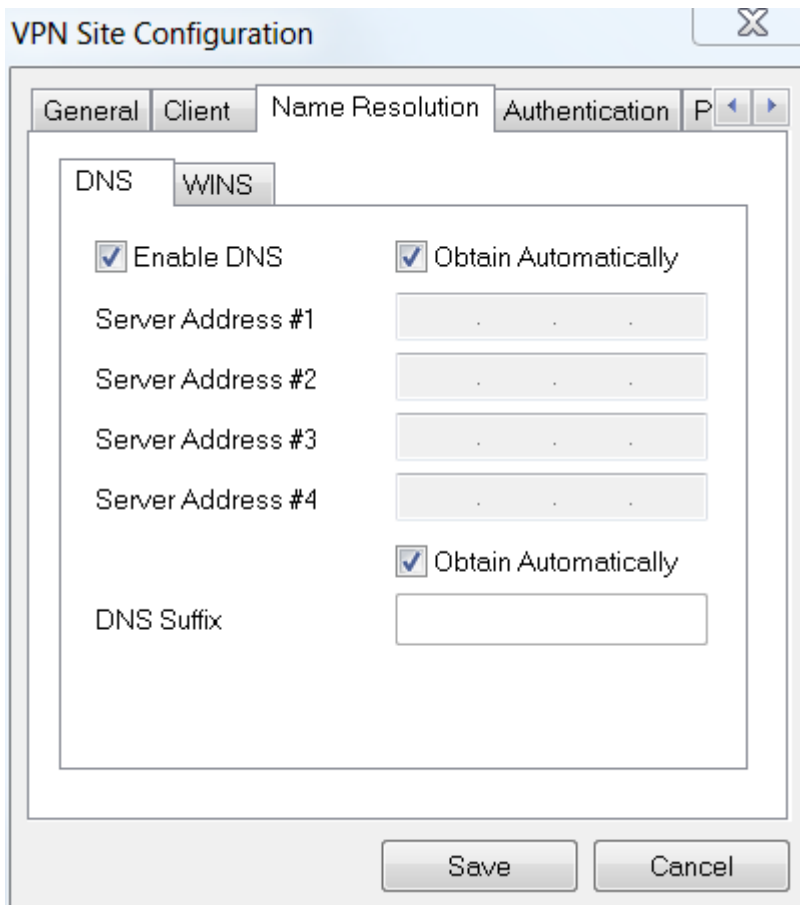 VPN Site Configuration
General Client Name Resolution Authentication P
DNS WINS
Enable DNS Obtain Automatically
Server Address #1 . . .
Server Address #2 . . .
Server Address #3 . . .
Server Address #4 . . .
Obtain Automatically
DNS Suffix
Save Cancel